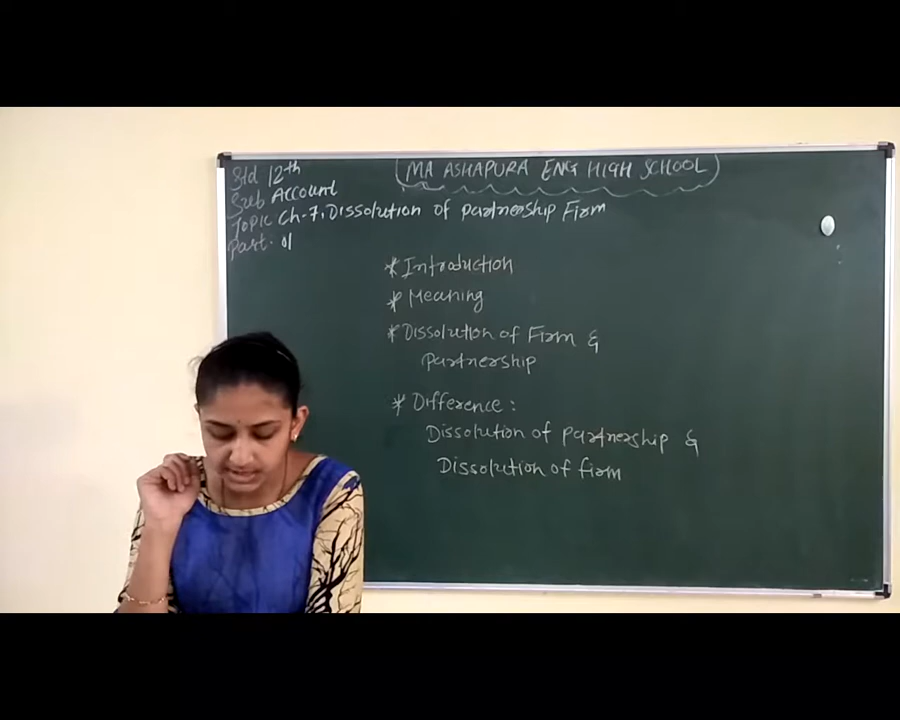 MA ASHAPURA ENG HIGH SCHOOL
Std 12th
Sub Account
Topic Ch-7, Dissolution of Partnership Firm
Part. 01
* Introduction
* Meaning
* Dissolution of Firm &
Partnership
* Difference :
Dissolution of partnership &
Dissolution of firm